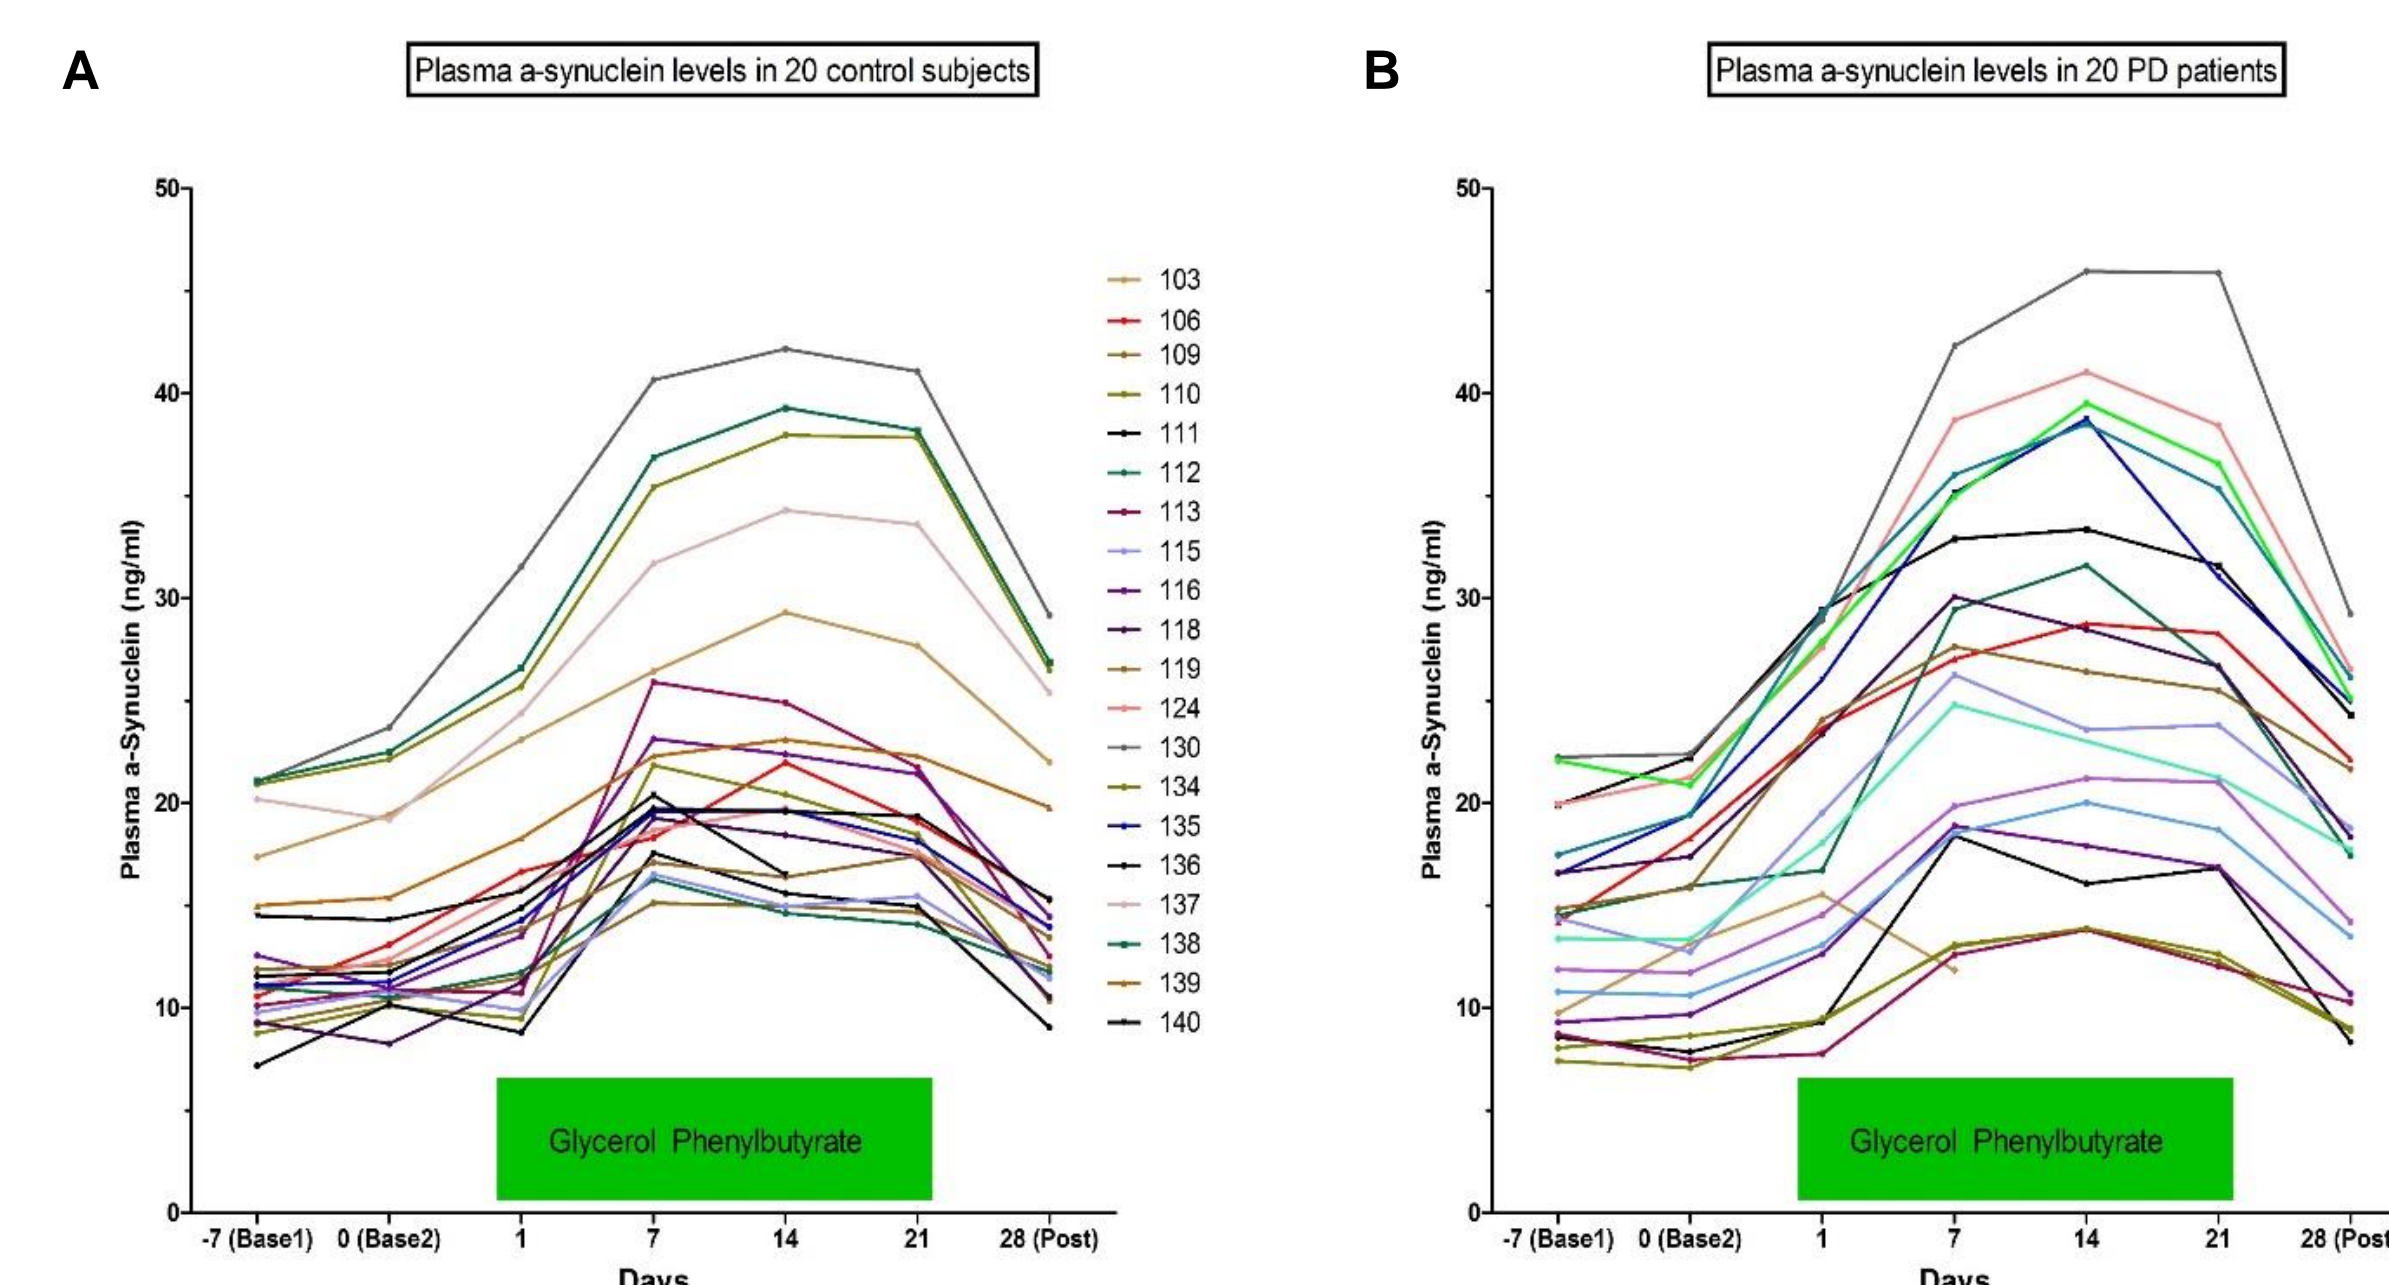 A
Plasma a-synuclein levels in 20 control subjects
50
40
30
20
10
0
Plasma a-Synuclein (ng/ml)
103
106
109
110
111
112
113
115
116
118
119
124
130
134
135
136
137
138
139
140
Glycerol Phenylbutyrate
-7 (Base1) 0 (Base2) 1 7 14 21 28 (Post)
Days
B
Plasma a-synuclein levels in 20 PD patients
50
40
30
20
10
0
Plasma a-Synuclein (ng/ml)
Glycerol Phenylbutyrate
-7 (Base1) 0 (Base2) 1 7 14 21 28 (Post
Days